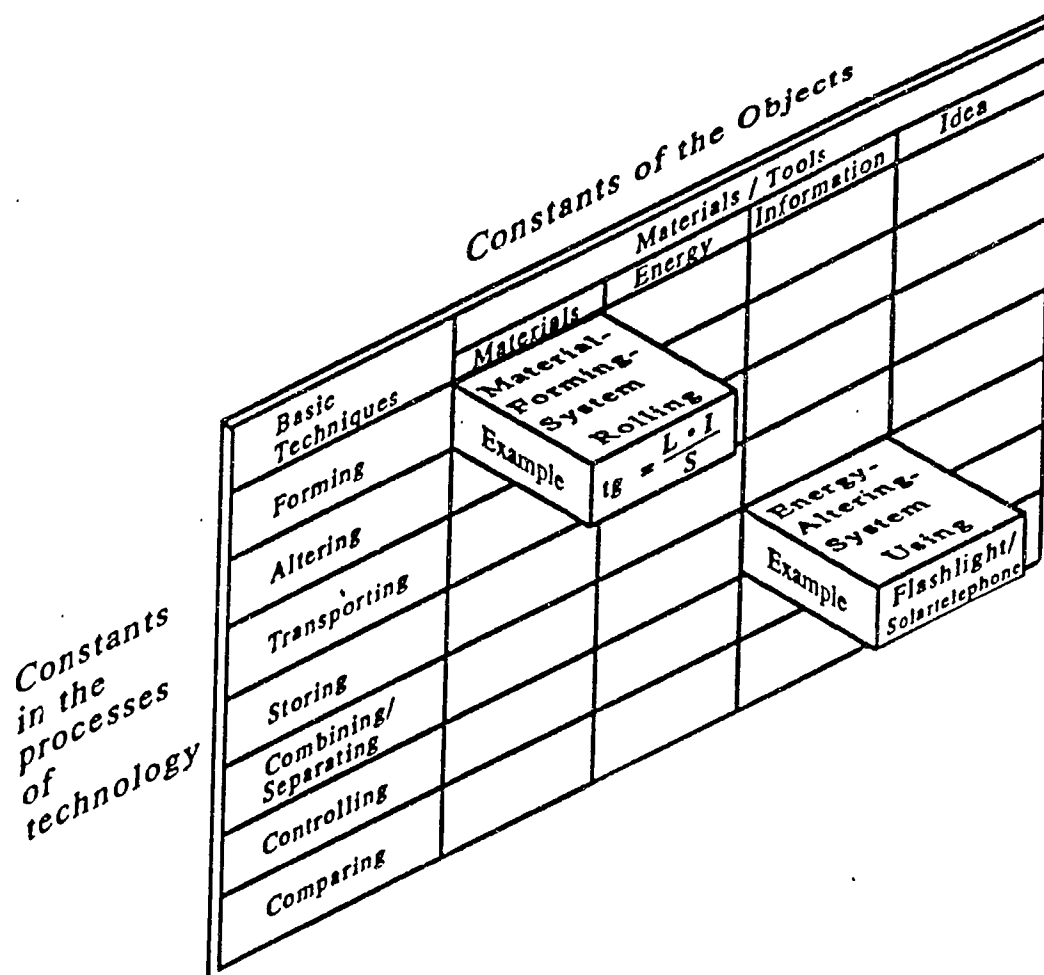 Constants of the Objects
Materials / Tools
Materials
Energy
Information
Idea
Basic
Techniques
Forming
Altering
Transporting
Storing
Combining/
Separating
Controlling
Comparing
Constants
in the
processes
of
technology
Material-
Forming-
System
Rolling
Example
tg = L • I / S
Energy-
Altering-
System
Using
Example
Flashlight/
Solartelephone